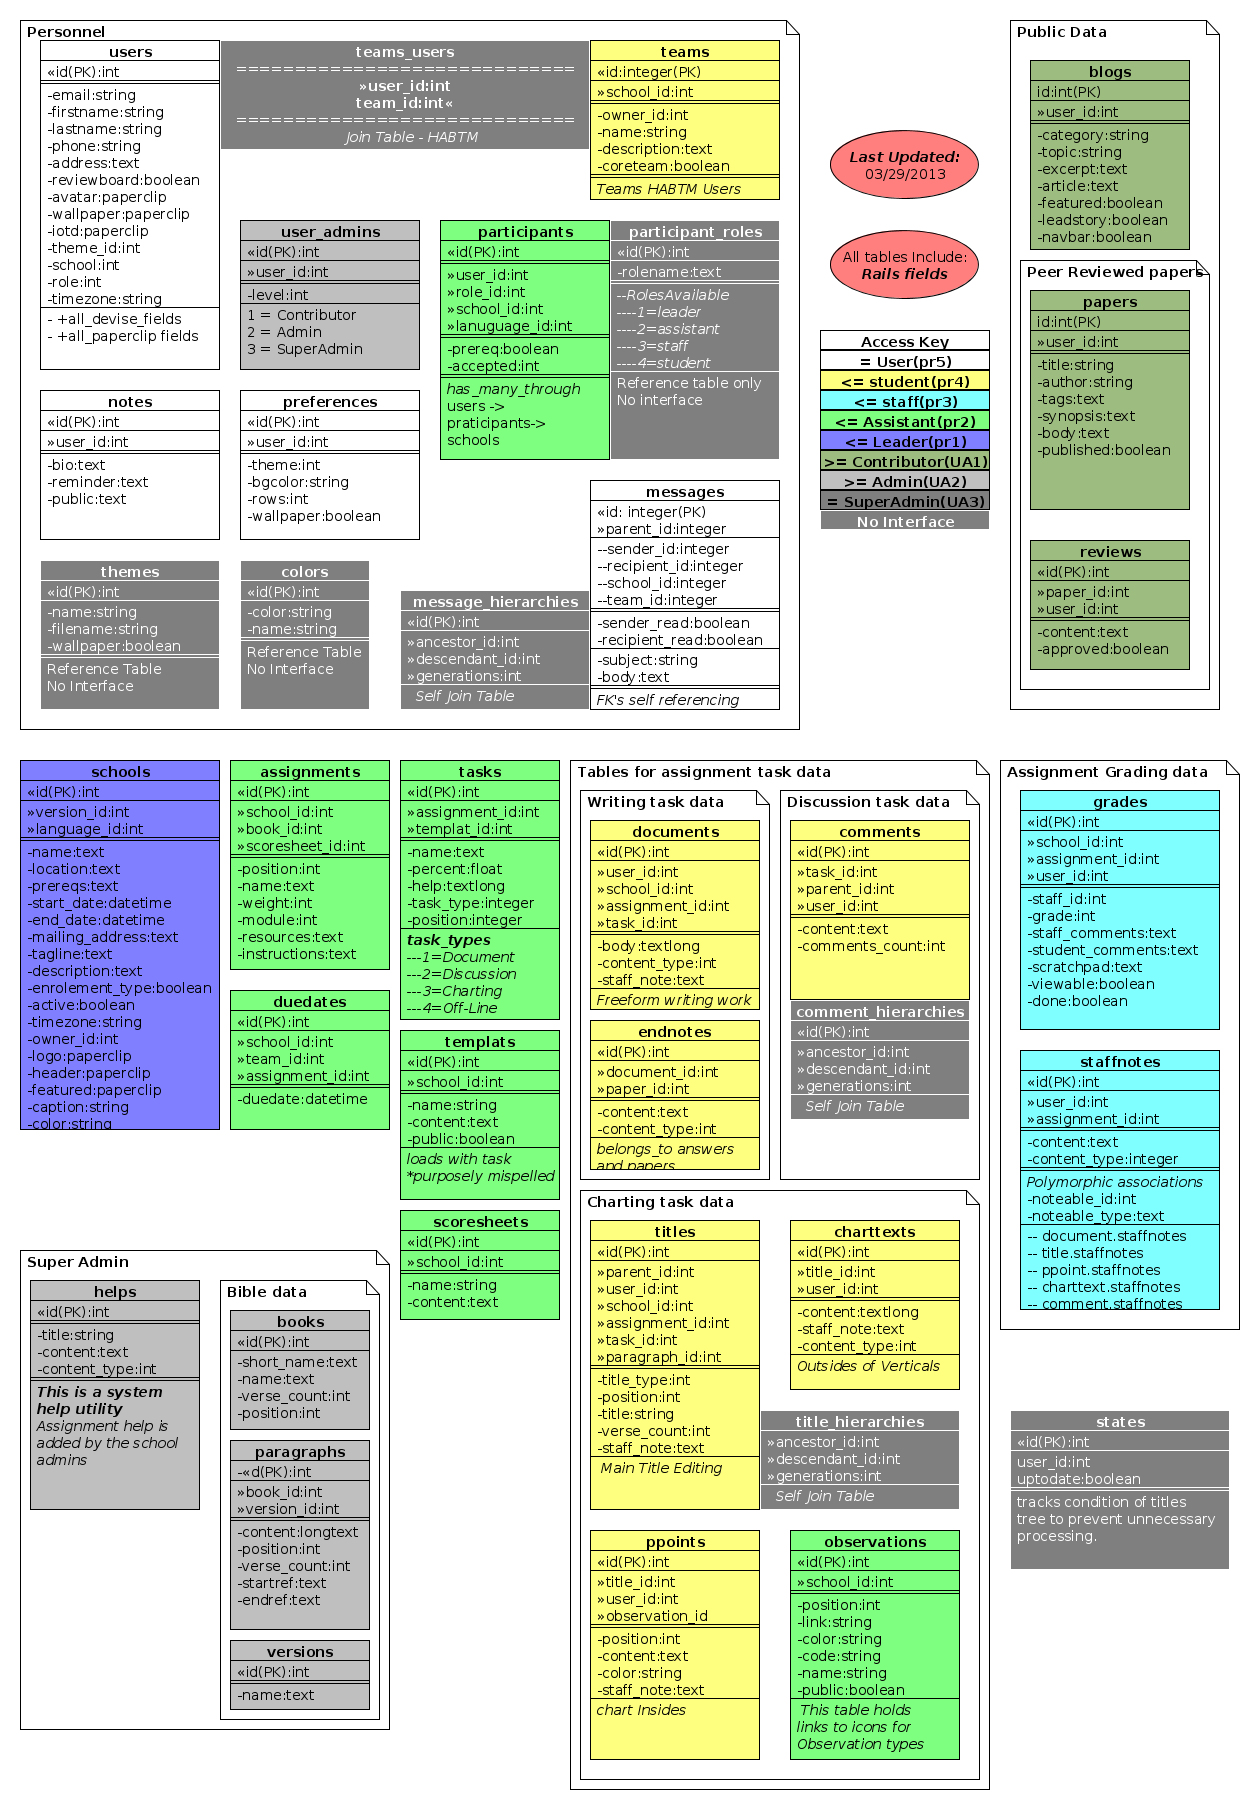 Personnel
users
«id(PK):int
-email:string
-firstname:string
-lastname:string
-phone:string
-address:text
-reviewboard:boolean
-avatar:paperclip
-wallpaper:paperclip
-iotd:paperclip
-theme_id:int
-school:int
-role:int
-timezone:string
- +all_devise_fields
- +all_paperclip fields
teams_users
=============================
»user_id:int
team_id:int«
=============================
Join Table - HABTM
teams
«id:integer(PK)
»school_id:int
-owner_id:int
-name:string
-description:text
-coreteam:boolean
Teams HABTM Users
user_admins
«id(PK):int
»user_id:int
-level:int
1 = Contributor
2 = Admin
3 = SuperAdmin
participants
«id(PK):int
»user_id:int
»role_id:int
»school_id:int
»lanuguage_id:int
-prereq:boolean
-accepted:int
has_many_through
users ->
praticipants->
schools
participant_roles
«id(PK):int
-rolename:text
--RolesAvailable
----1=leader
----2=assistant
----3=staff
----4=student
Reference table only
No interface
notes
«id(PK):int
»user_id:int
-bio:text
-reminder:text
-public:text
preferences
«id(PK):int
»user_id:int
-theme:int
-bgcolor:string
-rows:int
-wallpaper:boolean
messages
«id: integer(PK)
»parent_id:integer
--sender_id:integer
--recipient_id:integer
--school_id:integer
--team_id:integer
-sender_read:boolean
-recipient_read:boolean
-subject:string
-body:text
FK's self referencing
themes
«id(PK):int
-name:string
-filename:string
-wallpaper:boolean
Reference Table
No Interface
colors
«id(PK):int
-color:string
-name:string
Reference Table
No Interface
message_hierarchies
«id(PK):int
»ancestor_id:int
»descendant_id:int
»generations:int
Self Join Table
Last Updated:
03/29/2013
All tables Include:
Rails fields
Access Key
= User(pr5)
<= student(pr4)
<= staff(pr3)
<= Assistant(pr2)
<= Leader(pr1)
>= Contributor(UA1)
>= Admin(UA2)
= SuperAdmin(UA3)
No Interface
Public Data
blogs
id:int(PK)
»user_id:int
-category:string
-topic:string
-excerpt:text
-article:text
-featured:boolean
-leadstory:boolean
-navbar:boolean
Peer Reviewed papers
papers
id:int(PK)
»user_id:int
-title:string
-author:string
-tags:text
-synopsis:text
-body:text
-published:boolean
reviews
«id(PK):int
»paper_id:int
»user_id:int
-content:text
-approved:boolean
schools
«id(PK):int
»version_id:int
»language_id:int
-name:text
-location:text
-prereqs:text
-start_date:datetime
-end_date:datetime
-mailing_address:text
-tagline:text
-description:text
-enrolement_type:boolean
-active:boolean
-timezone:string
-owner_id:int
-logo:paperclip
-header:paperclip
-featured:paperclip
-caption:string
-color:string
assignments
«id(PK):int
»school_id:int
»book_id:int
»scoresheet_id:int
-position:int
-name:text
-weight:int
-module:int
-resources:text
-instructions:text
duedates
«id(PK):int
»school_id:int
»team_id:int
»assignment_id:int
-duedate:datetime
tasks
«id(PK):int
»assignment_id:int
»templat_id:int
-name:text
-percent:float
-help:textlong
-task_type:integer
-position:integer
task_types
---1=Document
---2=Discussion
---3=Charting
---4=Off-Line
templats
«id(PK):int
»school_id:int
-name:string
-content:text
-public:boolean
loads with task
*purposely mispelled
scoresheets
«id(PK):int
»school_id:int
-name:string
-content:text
Tables for assignment task data
Writing task data
documents
«id(PK):int
»user_id:int
»school_id:int
»assignment_id:int
»task_id:int
-body:textlong
-content_type:int
-staff_note:text
Freeform writing work
endnotes
«id(PK):int
»document_id:int
»paper_id:int
-content:text
-content_type:int
belongs_to answers
and papers
Discussion task data
comments
«id(PK):int
»task_id:int
»parent_id:int
»user_id:int
-content:text
-comments_count:int
comment_hierarchies
«id(PK):int
»ancestor_id:int
»descendant_id:int
»generations:int
Self Join Table
Charting task data
titles
«id(PK):int
»parent_id:int
»user_id:int
»school_id:int
»assignment_id:int
»task_id:int
»paragraph_id:int
-title_type:int
-position:int
-title:string
-verse_count:int
-staff_note:text
Main Title Editing
charttexts
«id(PK):int
»title_id:int
»user_id:int
-content:textlong
-staff_note:text
-content_type:int
Outsides of Verticals
title_hierarchies
»ancestor_id:int
»descendant_id:int
»generations:int
Self Join Table
ppoints
«id(PK):int
»title_id:int
»user_id:int
»observation_id
-position:int
-content:text
-color:string
-staff_note:text
chart Insides
observations
«id(PK):int
»school_id:int
-position:int
-link:string
-color:string
-code:string
-name:string
-public:boolean
This table holds
links to icons for
Observation types
Assignment Grading data
grades
«id(PK):int
»school_id:int
»assignment_id:int
»user_id:int
-staff_id:int
-grade:int
-staff_comments:text
-student_comments:text
-scratchpad:text
-viewable:boolean
-done:boolean
staffnotes
«id(PK):int
»user_id:int
»assignment_id:int
-content:text
-content_type:integer
Polymorphic associations
-noteable_id:int
-noteable_type:text
-- document.staffnotes
-- title.staffnotes
-- ppoint.staffnotes
-- charttext.staffnotes
-- comment.staffnotes
states
«id(PK):int
user_id:int
uptodate:boolean
tracks condition of titles
tree to prevent unnecessary
processing.
Super Admin
helps
«id(PK):int
-title:string
-content:text
-content_type:int
This is a system
help utility
Assignment help is
added by the school
admins
Bible data
books
«id(PK):int
-short_name:text
-name:text
-verse_count:int
-position:int
paragraphs
-«d(PK):int
»book_id:int
»version_id:int
-content:longtext
-position:int
-verse_count:int
-startref:text
-endref:text
versions
«id(PK):int
-name:text